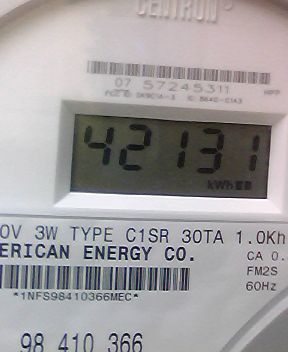 CENTRON®
07 57245311
42131
kWh
0V 3W TYPE C1SR 30TA 1.0Kh
ERICAN ENERGY CO.
CA 0.
FM2S
60Hz
*1NFS98410366MEC*
98 410 366